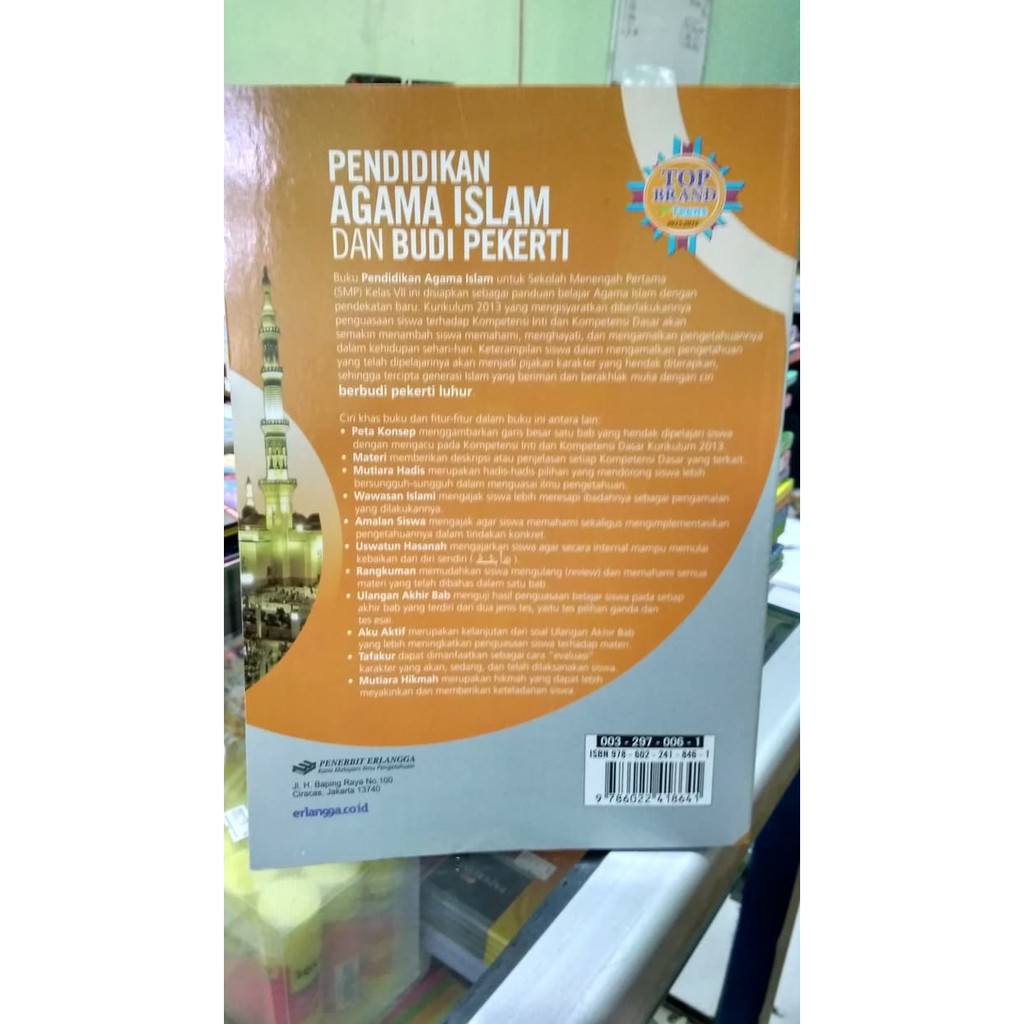 PENDIDIKAN
AGAMA ISLAM
DAN BUDI PEKERTI
TOP
BRAND
Buku Pendidikan Agama Islam untuk Sekolah Menengah Pertama
(SMP) Kelas VII ini disiapkan sebagai panduan belajar Agama Islam dengan
pendekatan baru. Kurikulum 2013 yang mengisyaratkan diberlakukannya
penguasaan siswa terhadap Kompetensi Inti dan Kompetensi Dasar akan
semakin menambah siswa memahami, menghayati, dan mengamalkan pengetahuannya
dalam kehidupan sehari-hari. Keterampilan siswa dalam mengamalkan pengetahuan
yang telah dipelajarinya akan menjadi pijakan karakter yang hendak diterapkan,
sehingga tercipta generasi Islam yang beriman dan berakhlak mulia dengan ciri
berbudi pekerti luhur.
Ciri khas buku dan fitur-fitur dalam buku ini antara lain:
• Peta Konsep menggambarkan garis besar satu bab yang hendak dipelajari siswa
dengan mengacu pada Kompetensi Inti dan Kompetensi Dasar Kurikulum 2013.
• Materi memberikan deskripsi atau penjelasan setiap Kompetensi Dasar yang terkait.
• Mutiara Hadis merupakan hadis-hadis pilihan yang mendorong siswa lebih
bersungguh-sungguh dalam menguasai ilmu pengetahuan.
• Wawasan Islami mengajak siswa lebih meresapi ibadahnya sebagai pengamalan
yang dilakukannya.
• Amalan Siswa mengajak agar siswa memahami sekaligus mengimplementasikan
pengetahuannya dalam tindakan konkret.
• Uswatun Hasanah mengajarkan siswa agar secara internal mampu memulai
kebaikan dari diri sendiri
• Rangkuman memudahkan siswa mengulang (review) dan memahami semua
materi yang telah dibahas dalam satu bab.
• Ulangan Akhir Bab menguji hasil penguasaan belajar siswa pada setiap
akhir bab yang terdiri dari dua jenis tes, yaitu tes pilihan ganda dan
tes esai.
• Aku Aktif merupakan kelanjutan dari soal Ulangan Akhir Bab
yang lebih meningkatkan penguasaan siswa terhadap materi.
• Tafakur dapat dimanfaatkan sebagai cara "evaluasi"
karakter yang akan, sedang, dan telah dilaksanakan siswa.
• Mutiara Hikmah merupakan hikmah yang dapat lebih
meyakinkan dan memberikan keteladanan siswa
PENERBIT ERLANGGA
Kami Melayani Ilmu Pengetahuan
Jl. H. Baping Raya No.100
Ciracas, Jakarta 13740
erlangga.co.id
003 - 297 - 006 - 1
ISBN 978 - 602 - 241 - 846 - 1
9 786022 418641